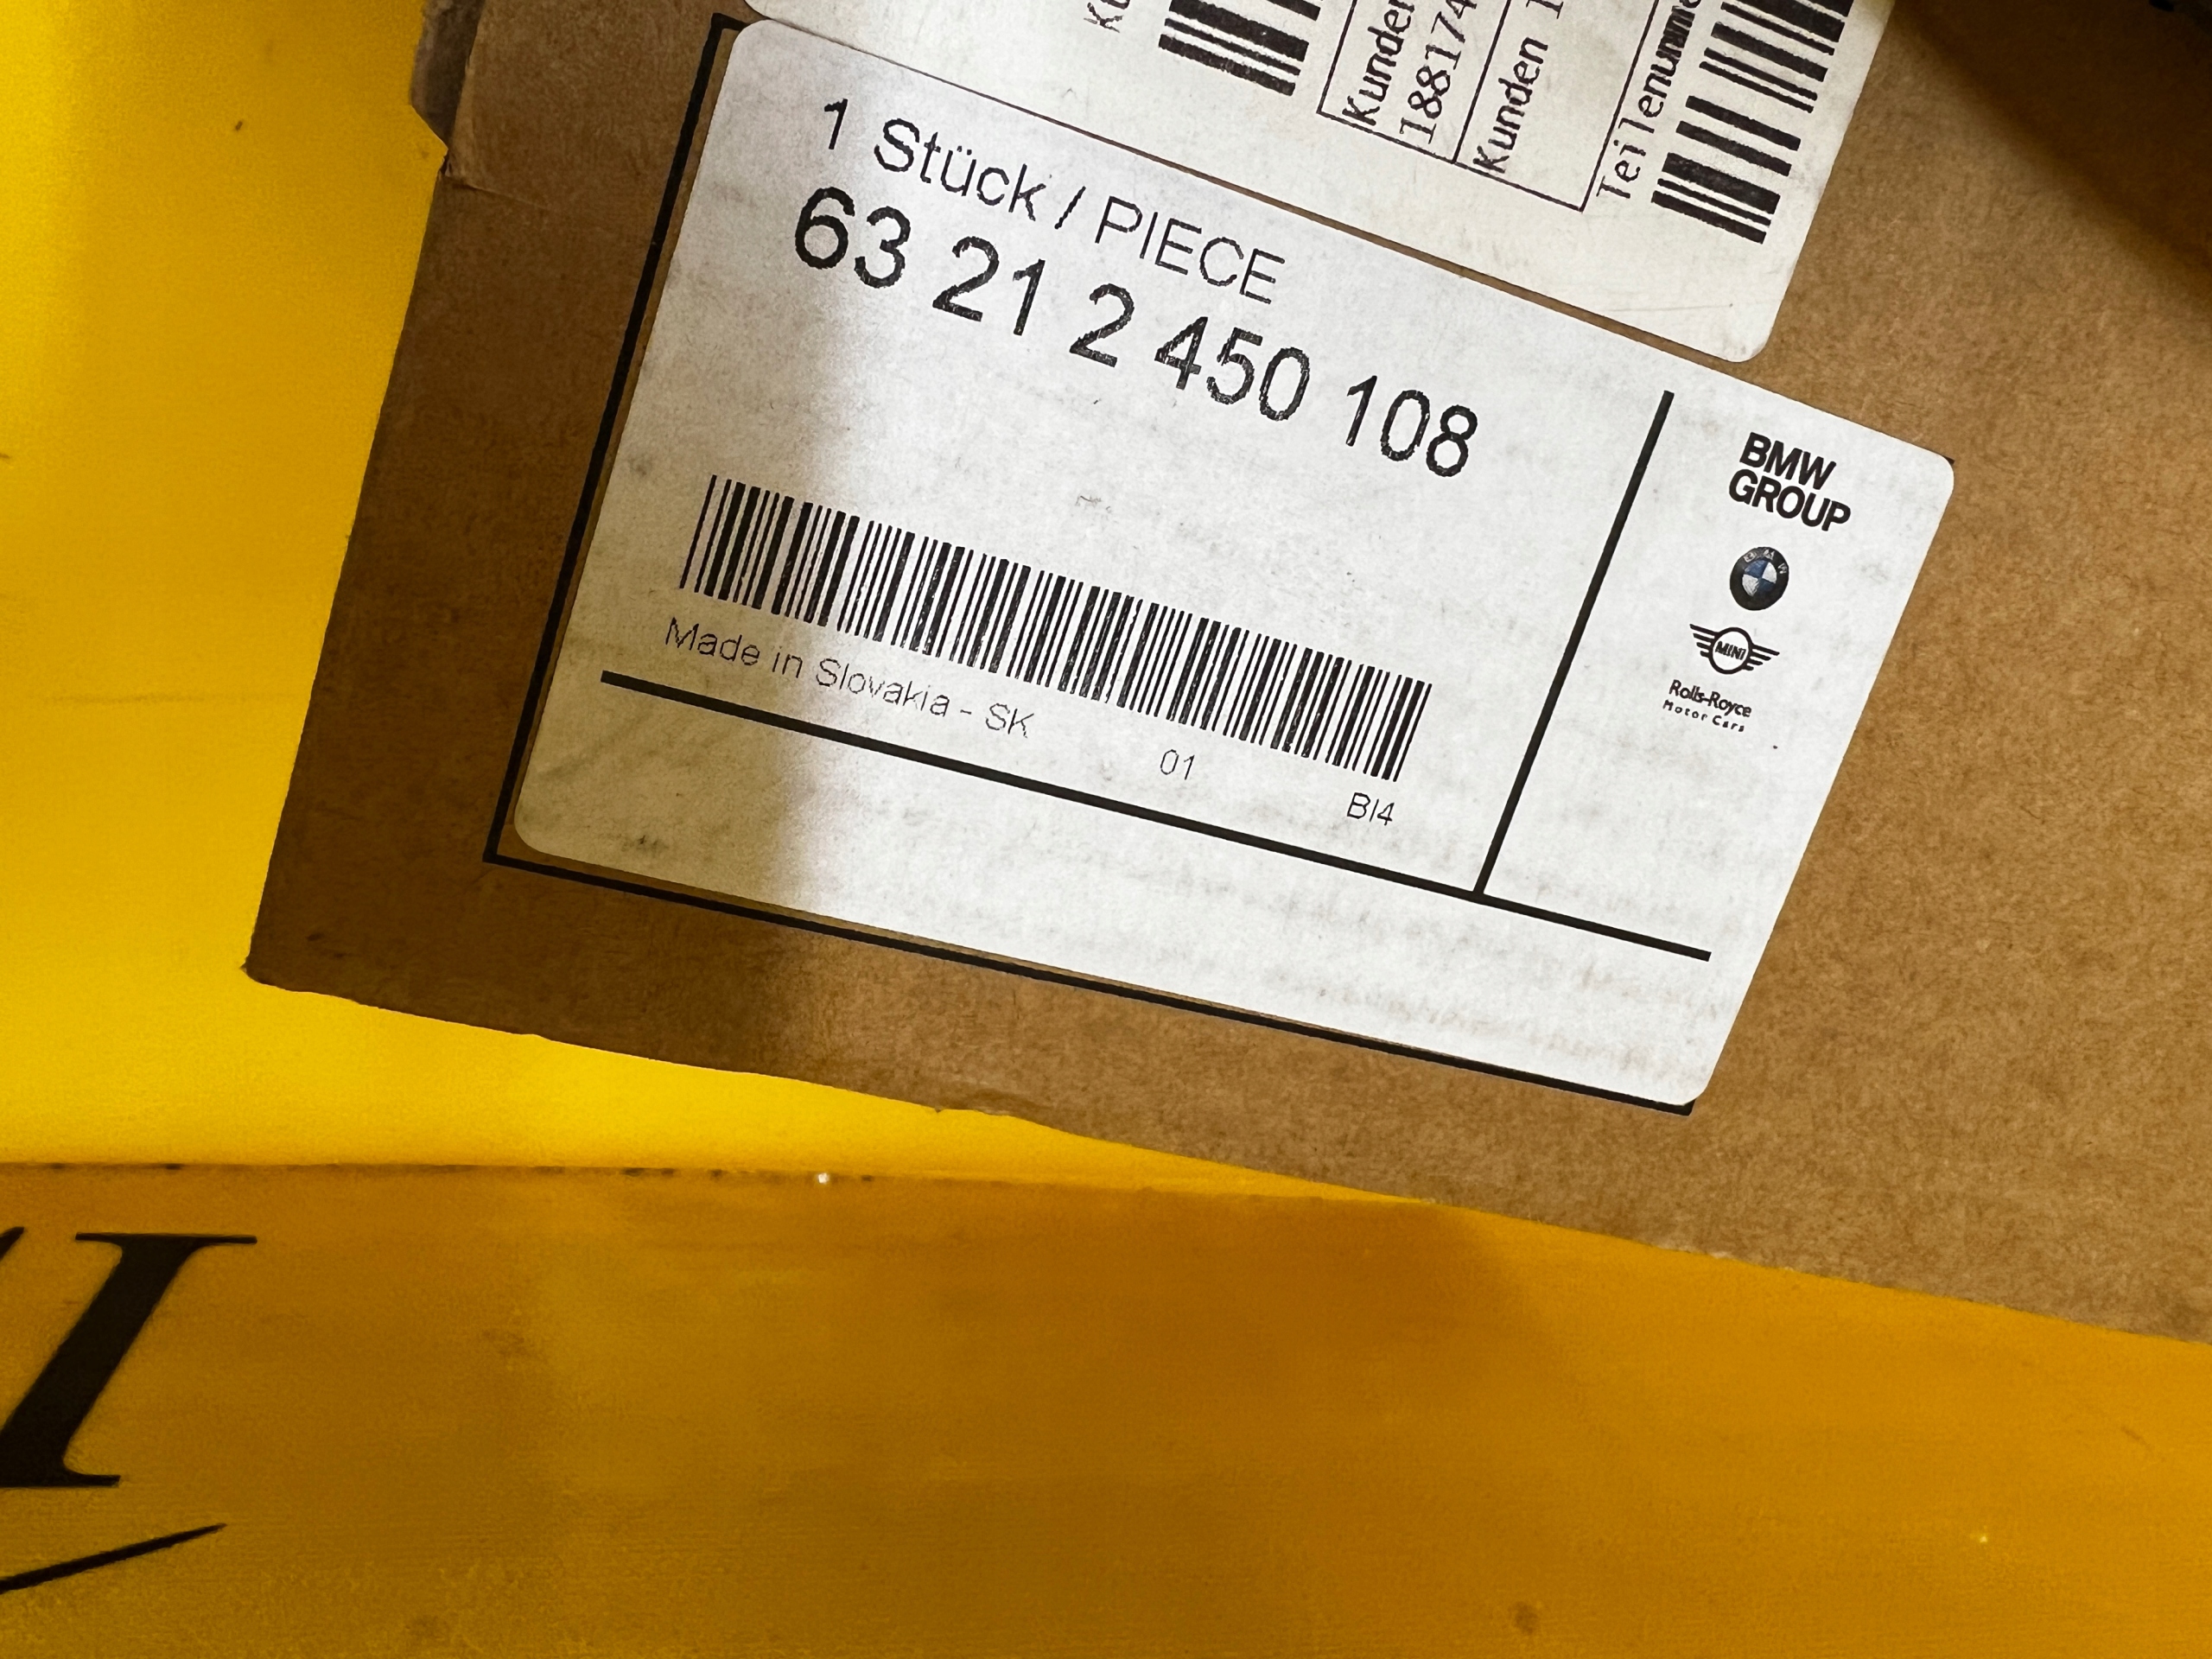 Kunden
188174
Kunden 1
1 Stück / PIECE
63 21 2 450 108
Made in Slovakia - SK
01
BI4
BMW
GROUP
MINI
Rolls-Royce
Motor Cars
I